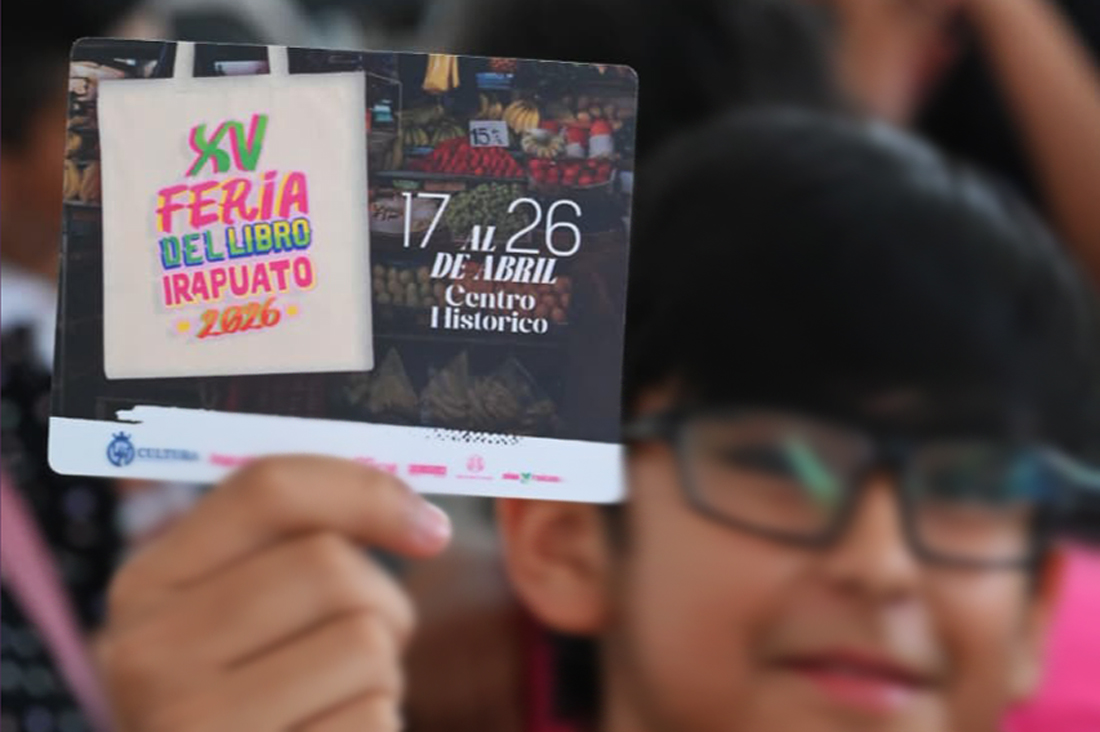 XV
FERiA
DEL LIBRO
IRAPUATO
2026
15
17 AL 26
DE ABRIL
Centro
Historico
CULTURA